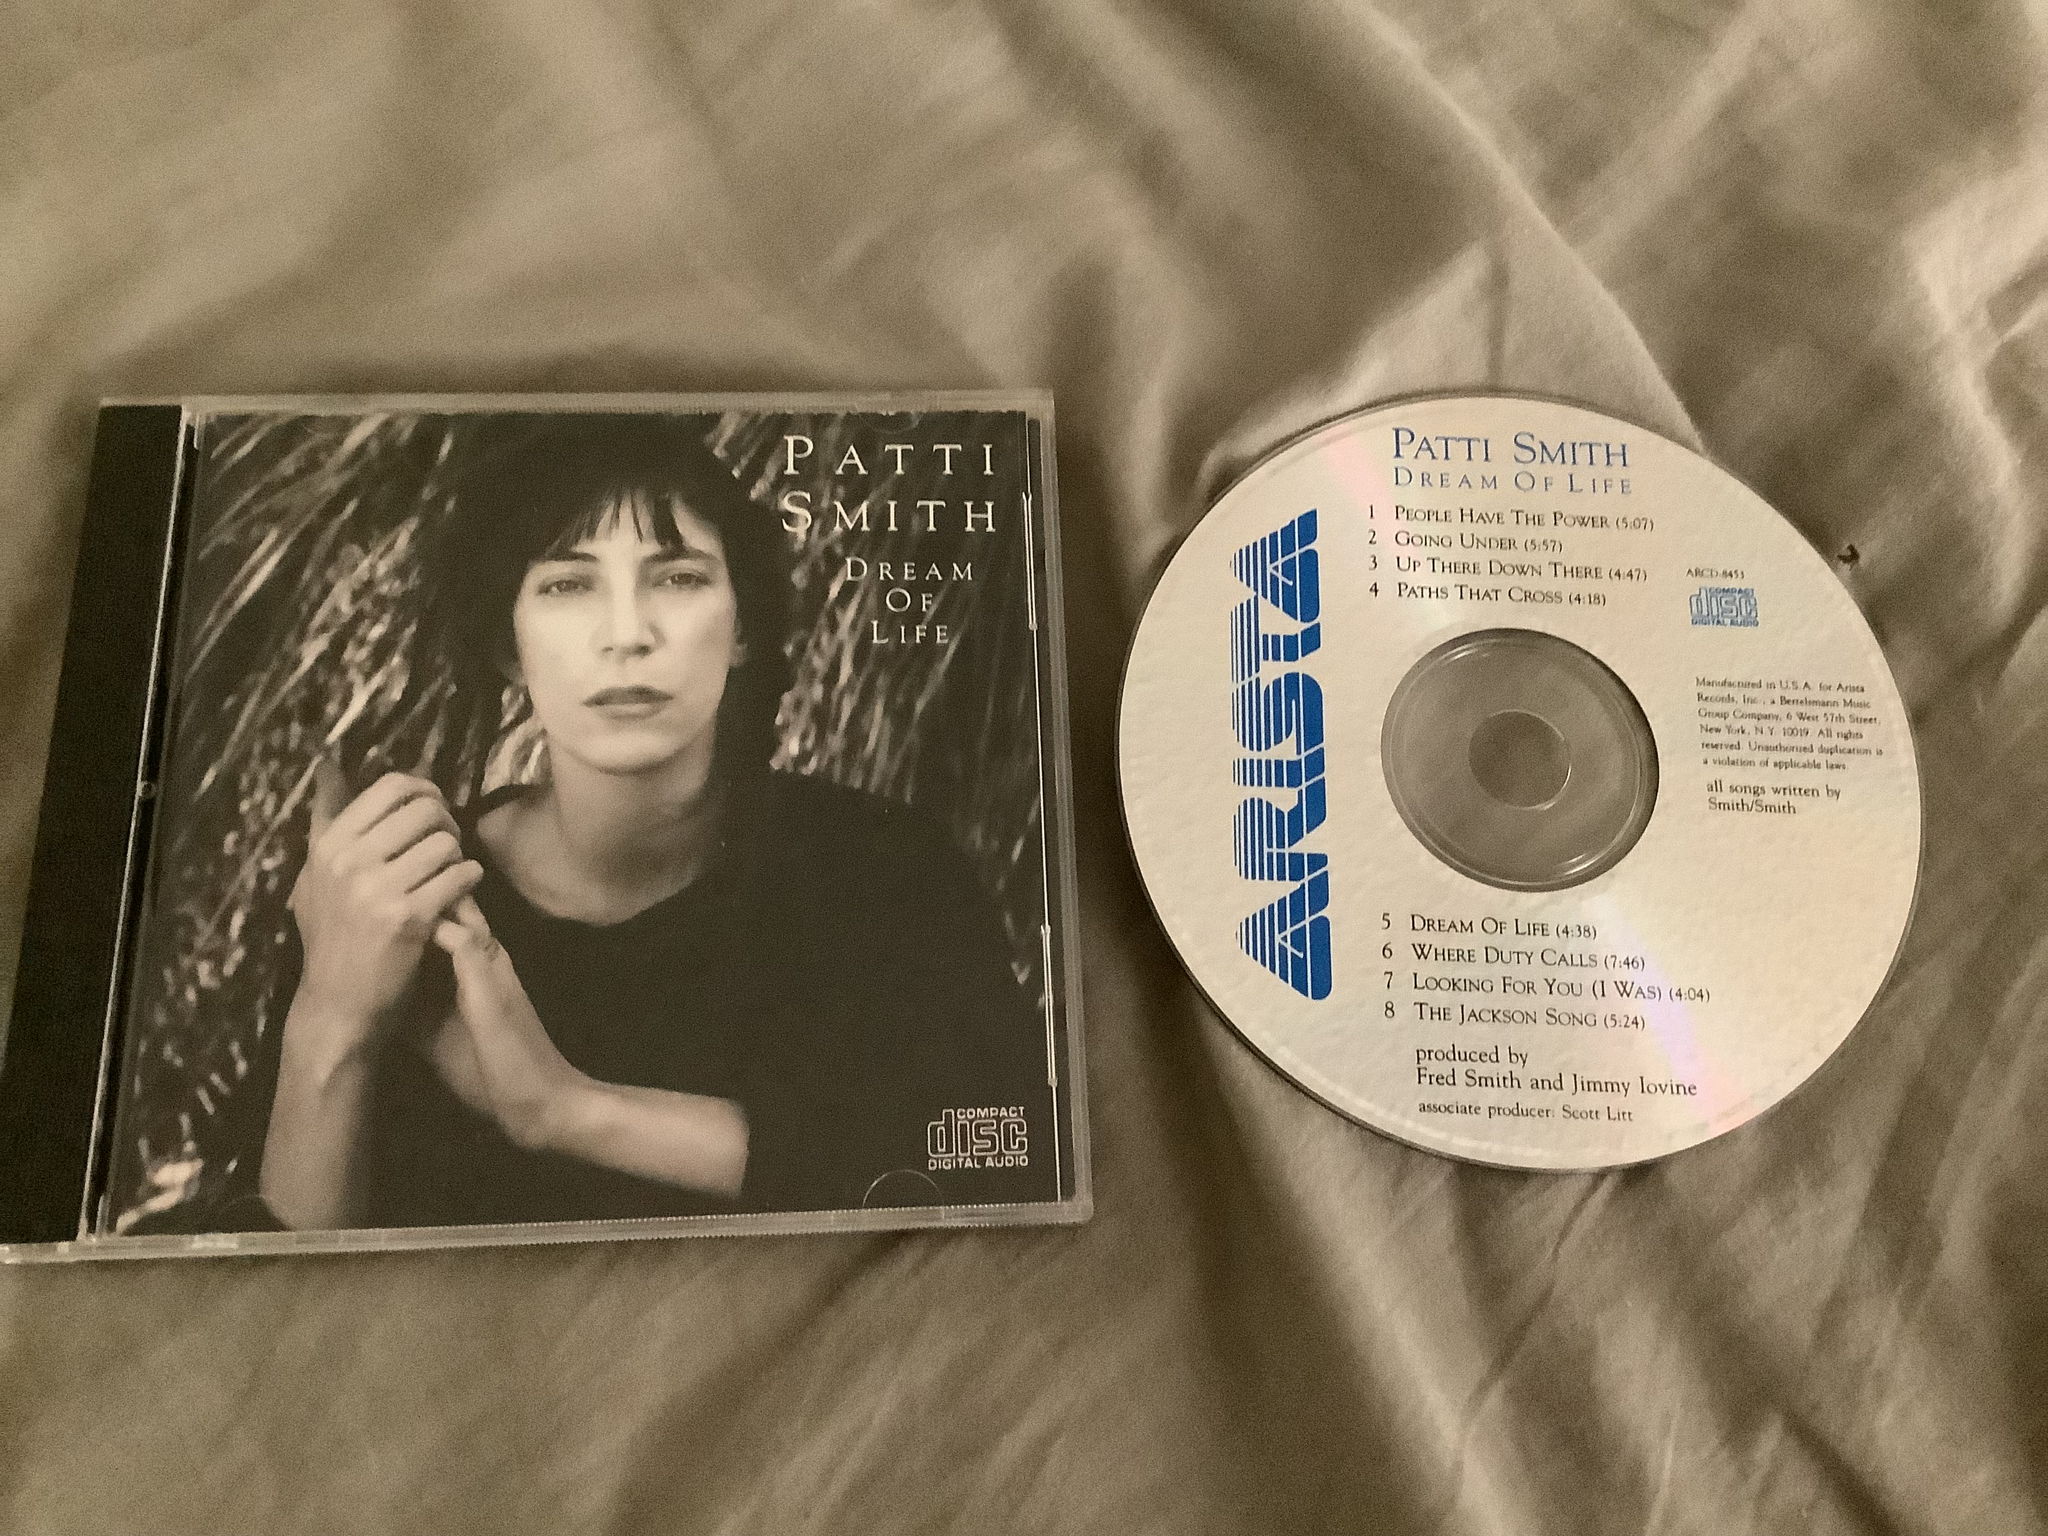 PATTI
SMITH
DREAM
OF
LIFE
COMPACT
disc
DIGITAL AUDIO
PATTI SMITH
DREAM OF LIFE
1 PEOPLE HAVE THE POWER (5:07)
2 GOING UNDER (5:57)
3 UP THERE DOWN THERE (4:47)
4 PATHS THAT CROSS (4:18)
ARISTA
ARCD-8453
COMPACT
disc
DIGITAL AUDIO
Manufactured in U.S.A. for Arista
Records, Inc., a Bertelsmann Music
Group Company, 6 West 57th Street,
New York, N.Y. 10019. All rights
reserved. Unauthorized duplication is
a violation of applicable laws.
all songs written by
Smith/Smith
5 DREAM OF LIFE (4:38)
6 WHERE DUTY CALLS (7:46)
7 LOOKING FOR YOU (I WAS) (4:04)
8 THE JACKSON SONG (5:24)
produced by
Fred Smith and Jimmy Iovine
associate producer: Scott Litt